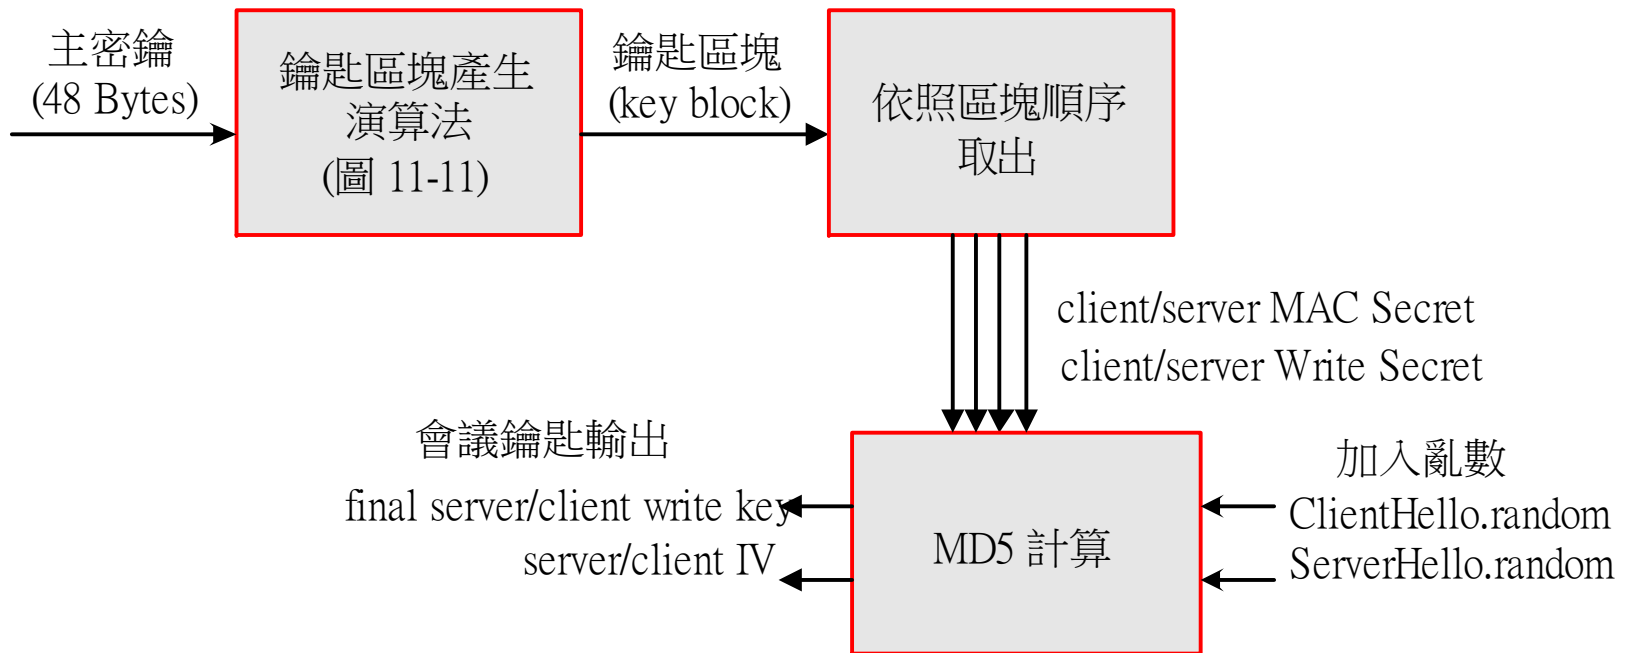 主密鑰
(48 Bytes)
鑰匙區塊產生
演算法
(圖 11-11)
鑰匙區塊
(key block)
依照區塊順序
取出
client/server MAC Secret
client/server Write Secret
會議鑰匙輸出
final server/client write key
server/client IV
MD5 計算
加入亂數
ClientHello.random
ServerHello.random